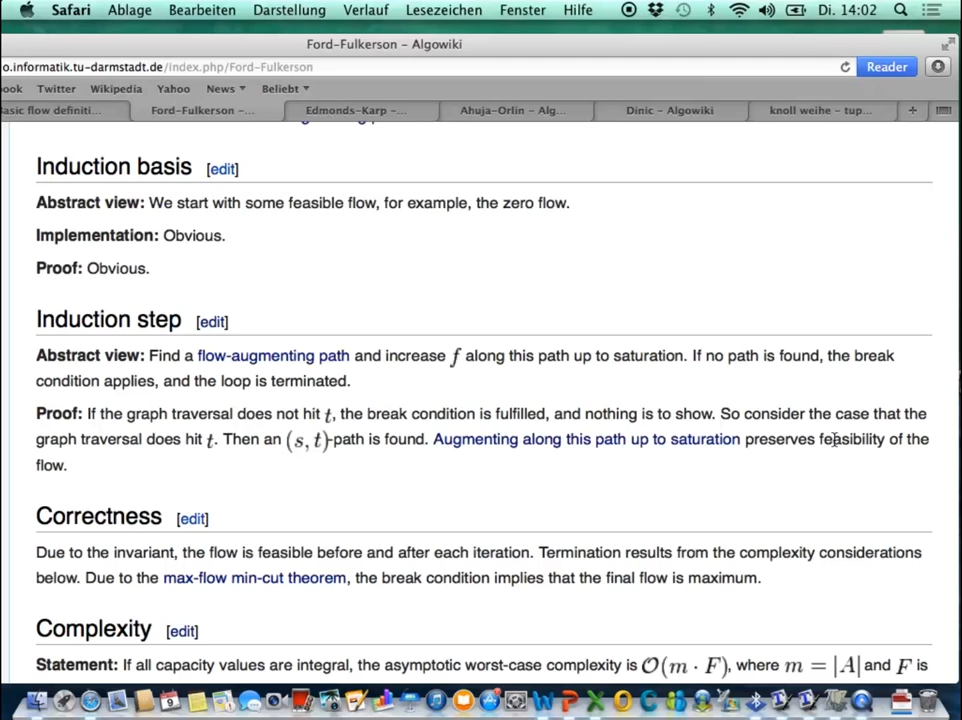 Safari Ablage Bearbeiten Darstellung Verlauf Lesezeichen Fenster Hilfe Di. 14:02
Ford-Fulkerson – Algowiki
o.informatik.tu-darmstadt.de/index.php/Ford-Fulkerson Reader
ook Twitter Wikipedia Yahoo News ▾ Beliebt ▾
asic flow definiti... Ford-Fulkerson –... Edmonds-Karp –... Ahuja-Orlin – Alg... Dinic – Algowiki knoll weihe – tup... +
Induction basis [edit]
Abstract view: We start with some feasible flow, for example, the zero flow.
Implementation: Obvious.
Proof: Obvious.
Induction step [edit]
Abstract view: Find a flow-augmenting path and increase f along this path up to saturation. If no path is found, the break
condition applies, and the loop is terminated.
Proof: If the graph traversal does not hit t, the break condition is fulfilled, and nothing is to show. So consider the case that the
graph traversal does hit t. Then an (s, t)-path is found. Augmenting along this path up to saturation preserves feasibility of the
flow.
Correctness [edit]
Due to the invariant, the flow is feasible before and after each iteration. Termination results from the complexity considerations
below. Due to the max-flow min-cut theorem, the break condition implies that the final flow is maximum.
Complexity [edit]
Statement: If all capacity values are integral, the asymptotic worst-case complexity is O(m · F), where m = |A| and F is